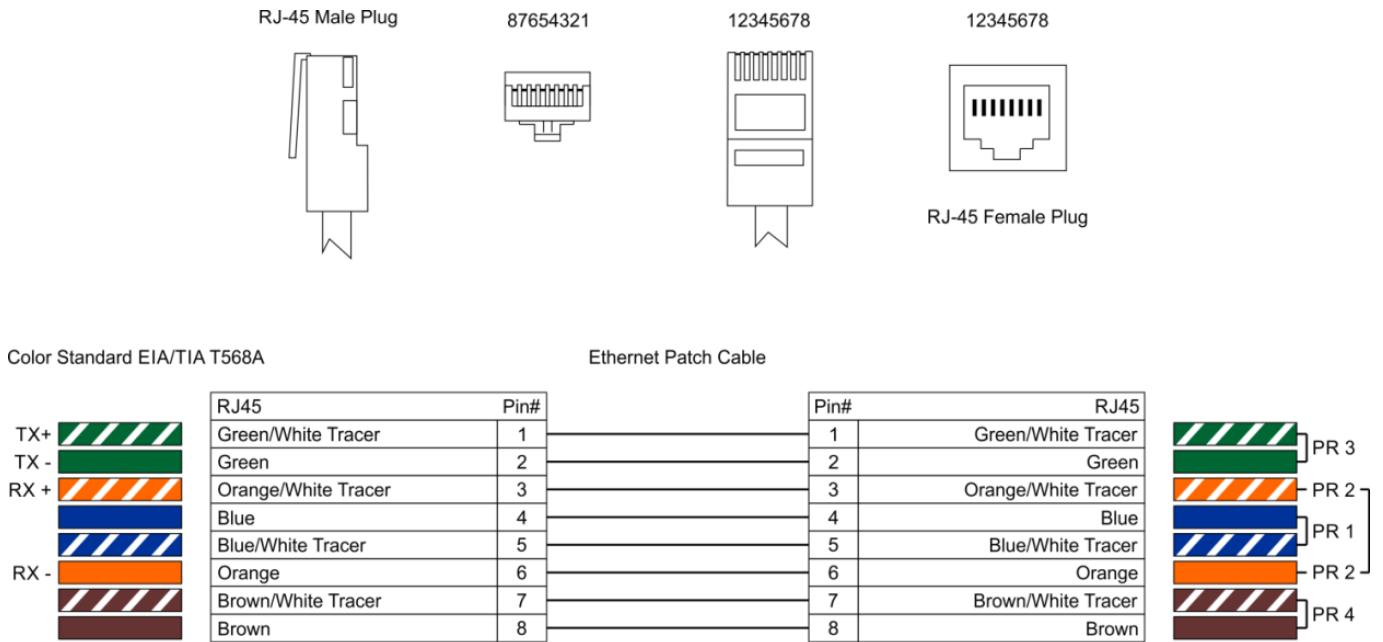 RJ-45 Male Plug 87654321 12345678 12345678
RJ-45 Female Plug
Color Standard EIA/TIA T568A Ethernet Patch Cable
RJ45 Pin# Pin# RJ45
TX+ Green/White Tracer 1 1 Green/White Tracer
PR 3
TX - Green 2 2 Green
RX + Orange/White Tracer 3 3 Orange/White Tracer PR 2
Blue 4 4 Blue
PR 1
Blue/White Tracer 5 5 Blue/White Tracer
RX - Orange 6 6 Orange PR 2
Brown/White Tracer 7 7 Brown/White Tracer
PR 4
Brown 8 8 Brown